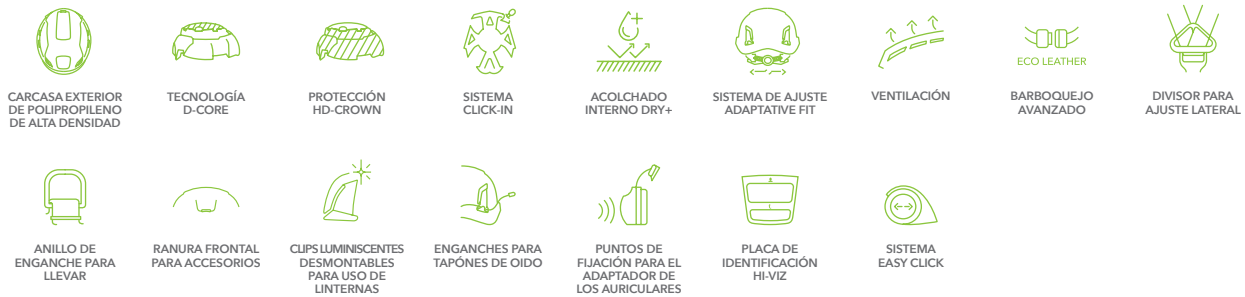 ECO LEATHER
CARCASA EXTERIOR
DE POLIPROPILENO
DE ALTA DENSIDAD
TECNOLOGÍA
D-CORE
PROTECCIÓN
HD-CROWN
SISTEMA
CLICK-IN
ACOLCHADO
INTERNO DRY+
SISTEMA DE AJUSTE
ADAPTATIVE FIT
VENTILACIÓN
BARBOQUEJO
AVANZADO
DIVISOR PARA
AJUSTE LATERAL
ANILLO DE
ENGANCHE PARA
LLEVAR
RANURA FRONTAL
PARA ACCESORIOS
CLIPS LUMINISCENTES
DESMONTABLES
PARA USO DE
LINTERNAS
ENGANCHES PARA
TAPÓNES DE OIDO
PUNTOS DE
FIJACIÓN PARA EL
ADAPTADOR DE
LOS AURICULARES
PLACA DE
IDENTIFICACIÓN
HI-VIZ
SISTEMA
EASY CLICK